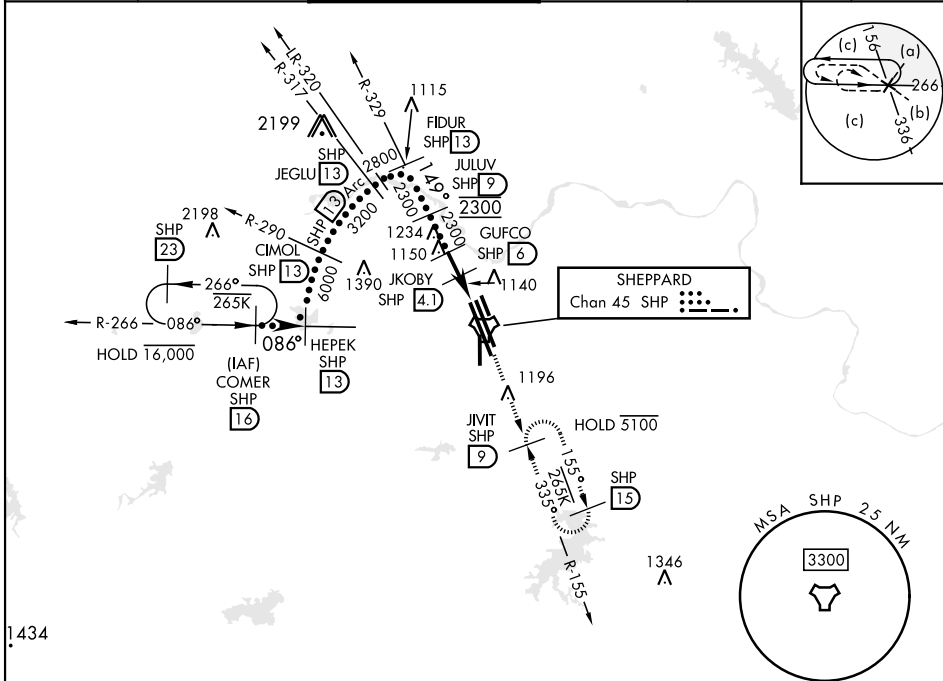 LR-320
R-317
R-329
1115
2199
FIDUR
SHP 13
SHP
JEGLU 13
2800
149°
JULUV
SHP 9
2300
2300
2300
SHP 13 Arc
3200
2198
R-290
1234
1150
GUFCO
SHP 6
SHP
23
CIMOL
SHP 13
6000
1390
JKOBY
SHP 4.1
1140
SHEPPARD
Chan 45 SHP
266°
265K
R-266
086°
086°
HOLD 16,000
HEPEK
SHP
13
(IAF)
COMER
SHP
16
1196
JIVIT
SHP
9
HOLD 5100
155°
265K
335°
SHP
15
R-155
1346
1434
(c)
156
(a)
266
(b)
(c)
336
MSA SHP 25 NM
3300